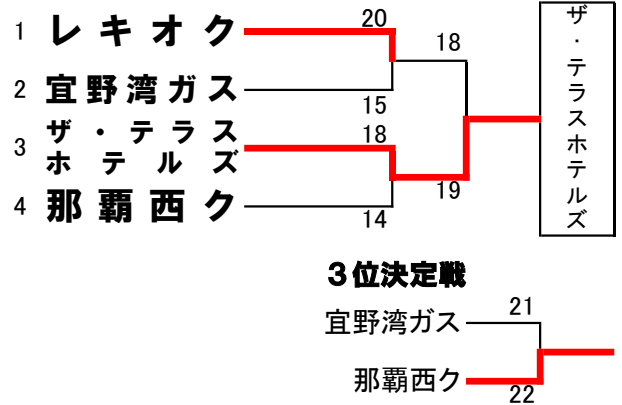 1 レキオク
20
18
2 宜野湾ガス
15
3 ザ・テラス
ホテルズ
18
19
4 那覇西ク
14
ザ・テラスホテルズ
3位決定戦
宜野湾ガス
21
那覇西ク
22